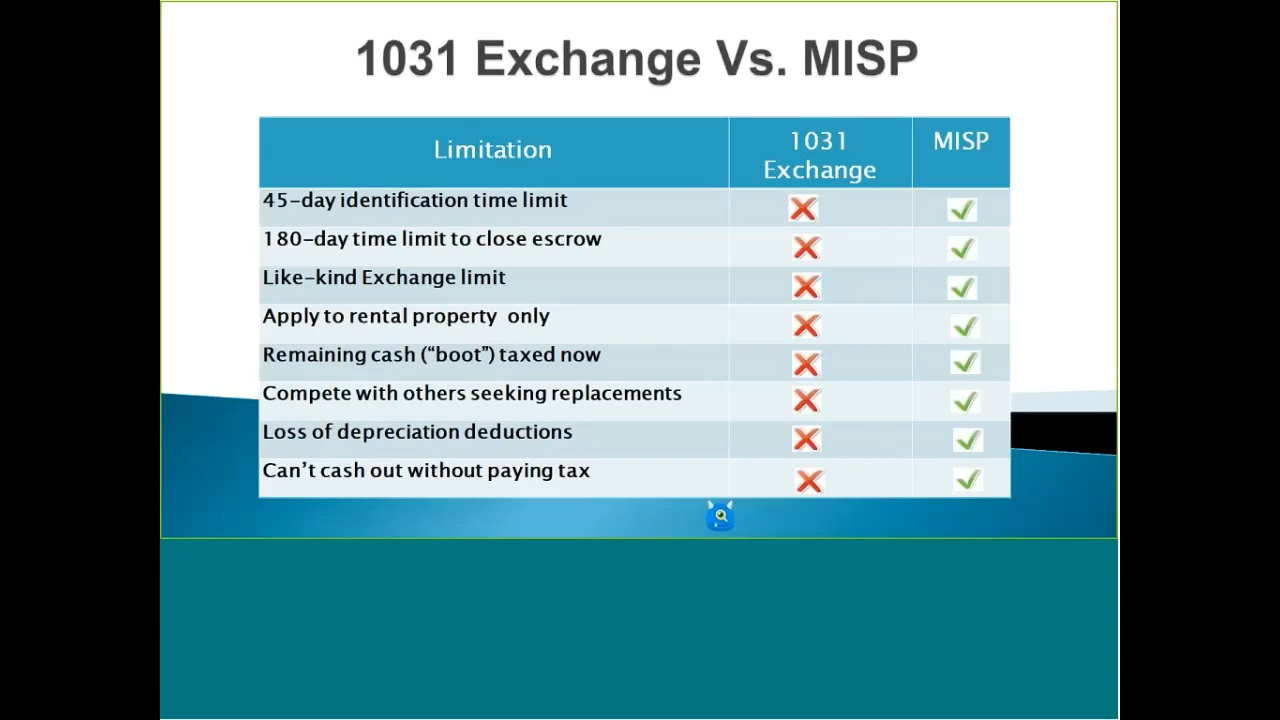 1031 Exchange Vs. MISP
Limitation
1031
Exchange
MISP
45-day identification time limit
180-day time limit to close escrow
Like-kind Exchange limit
Apply to rental property only
Remaining cash (“boot”) taxed now
Compete with others seeking replacements
Loss of depreciation deductions
Can’t cash out without paying tax